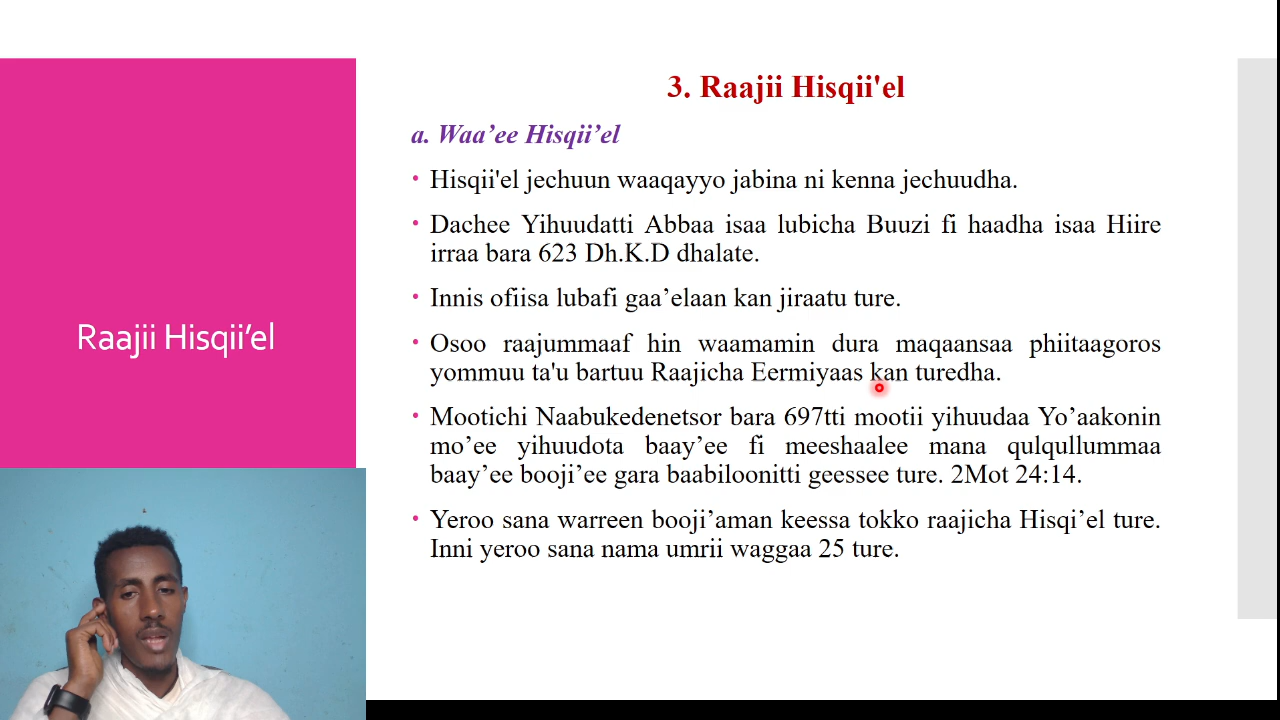 3. Raajii Hisqii'el
a. Waa’ee Hisqii’el
• Hisqii'el jechuun waaqayyo jabina ni kenna jechuudha.
• Dachee Yihuudatti Abbaa isaa lubicha Buuzi fi haadha isaa Hiire
irraa bara 623 Dh.K.D dhalate.
• Innis ofiisa lubafi gaa’elaan kan jiraatu ture.
• Osoo raajummaaf hin waamamin dura maqaansaa phiitaagoros
yommuu ta'u bartuu Raajicha Eermiyaas kan turedha.
• Mootichi Naabukedenetsor bara 697tti mootii yihuudaa Yo’aakonin
mo’ee yihuudota baay’ee fi meeshaalee mana qulqullummaa
baay’ee booji’ee gara baabiloonitti geessee ture. 2Mot 24:14.
• Yeroo sana warreen booji’aman keessa tokko raajicha Hisqi’el ture.
Inni yeroo sana nama umrii waggaa 25 ture.
Raajii Hisqii’el